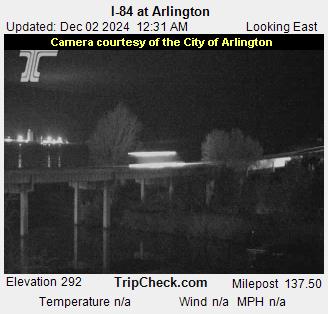 I-84 at Arlington
Updated: Dec 02 2024 12:31 AM Looking East
Camera courtesy of the City of Arlington
Elevation 292 TripCheck.com Milepost 137.50
Temperature n/a Wind n/a MPH n/a